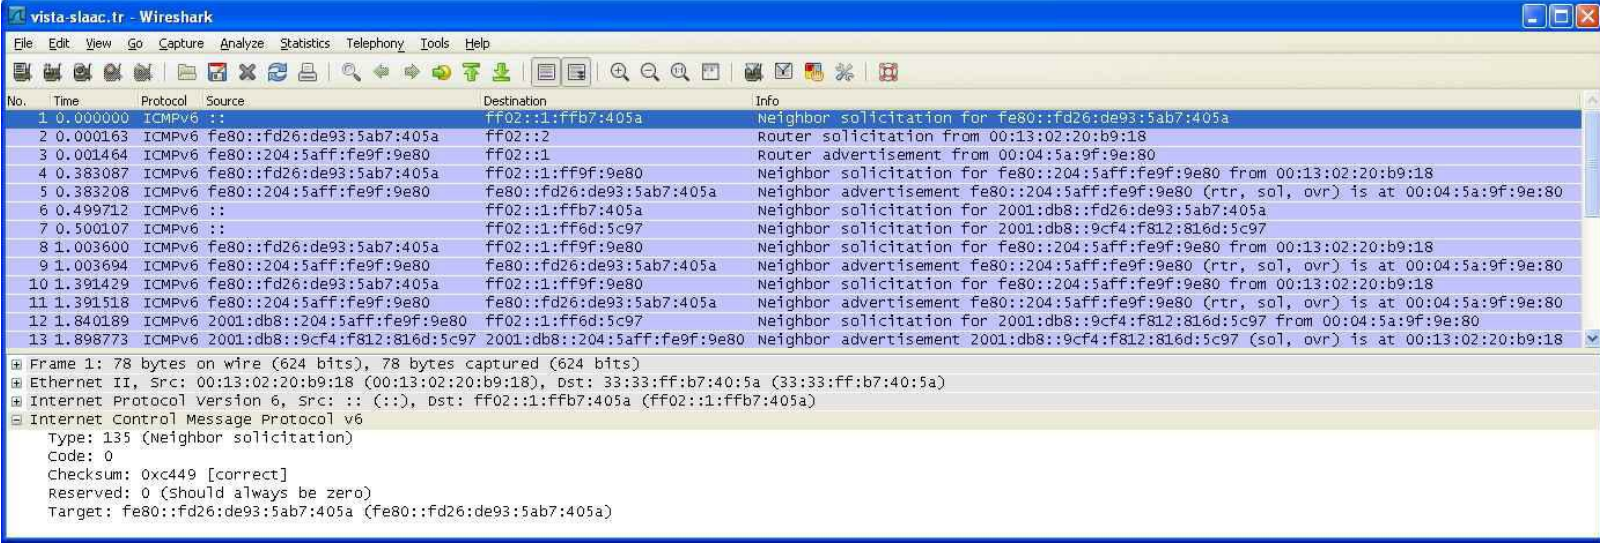 vista-slaac.tr - Wireshark
File Edit View Go Capture Analyze Statistics Telephony Tools Help
No. Time Protocol Source Destination Info
1 0.000000 ICMPv6 :: ff02::1:ffb7:405a Neighbor solicitation for fe80::fd26:de93:5ab7:405a
2 0.000163 ICMPv6 fe80::fd26:de93:5ab7:405a ff02::2 Router solicitation from 00:13:02:20:b9:18
3 0.001464 ICMPv6 fe80::204:5aff:fe9f:9e80 ff02::1 Router advertisement from 00:04:5a:9f:9e:80
4 0.383087 ICMPv6 fe80::fd26:de93:5ab7:405a ff02::1:ff9f:9e80 Neighbor solicitation for fe80::204:5aff:fe9f:9e80 from 00:13:02:20:b9:18
5 0.383208 ICMPv6 fe80::204:5aff:fe9f:9e80 fe80::fd26:de93:5ab7:405a Neighbor advertisement fe80::204:5aff:fe9f:9e80 (rtr, sol, ovr) is at 00:04:5a:9f:9e:80
6 0.499712 ICMPv6 :: ff02::1:ffb7:405a Neighbor solicitation for 2001:db8::fd26:de93:5ab7:405a
7 0.500107 ICMPv6 :: ff02::1:ff6d:5c97 Neighbor solicitation for 2001:db8::9cf4:f812:816d:5c97
8 1.003600 ICMPv6 fe80::fd26:de93:5ab7:405a ff02::1:ff9f:9e80 Neighbor solicitation for fe80::204:5aff:fe9f:9e80 from 00:13:02:20:b9:18
9 1.003694 ICMPv6 fe80::204:5aff:fe9f:9e80 fe80::fd26:de93:5ab7:405a Neighbor advertisement fe80::204:5aff:fe9f:9e80 (rtr, sol, ovr) is at 00:04:5a:9f:9e:80
10 1.391429 ICMPv6 fe80::fd26:de93:5ab7:405a ff02::1:ff9f:9e80 Neighbor solicitation for fe80::204:5aff:fe9f:9e80 from 00:13:02:20:b9:18
11 1.391518 ICMPv6 fe80::204:5aff:fe9f:9e80 fe80::fd26:de93:5ab7:405a Neighbor advertisement fe80::204:5aff:fe9f:9e80 (rtr, sol, ovr) is at 00:04:5a:9f:9e:80
12 1.840189 ICMPv6 2001:db8::204:5aff:fe9f:9e80 ff02::1:ff6d:5c97 Neighbor solicitation for 2001:db8::9cf4:f812:816d:5c97 from 00:04:5a:9f:9e:80
13 1.898773 ICMPv6 2001:db8::9cf4:f812:816d:5c97 2001:db8::204:5aff:fe9f:9e80 Neighbor advertisement 2001:db8::9cf4:f812:816d:5c97 (sol, ovr) is at 00:13:02:20:b9:18
Frame 1: 78 bytes on wire (624 bits), 78 bytes captured (624 bits)
Ethernet II, Src: 00:13:02:20:b9:18 (00:13:02:20:b9:18), Dst: 33:33:ff:b7:40:5a (33:33:ff:b7:40:5a)
Internet Protocol Version 6, Src: :: (::), Dst: ff02::1:ffb7:405a (ff02::1:ffb7:405a)
Internet Control Message Protocol v6
Type: 135 (Neighbor solicitation)
Code: 0
Checksum: 0xc449 [correct]
Reserved: 0 (Should always be zero)
Target: fe80::fd26:de93:5ab7:405a (fe80::fd26:de93:5ab7:405a)